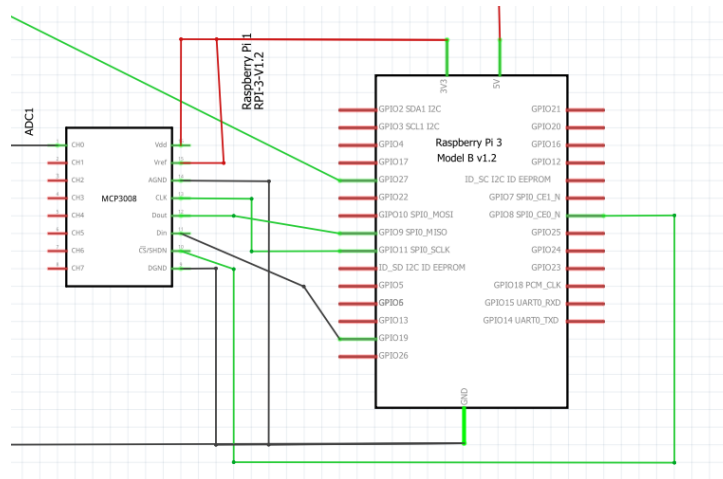 ADC1
MCP3008
CH0
CH1
CH2
CH3
CH4
CH5
CH6
CH7
Vdd
Vref
AGND
CLK
Dout
Din
CS/SHDN
DGND
Raspberry Pi 1
RPI-3-V1.2
3V3
5V
Raspberry Pi 3
Model B v1.2
GPIO2 SDA1 I2C
GPIO3 SCL1 I2C
GPIO4
GPIO17
GPIO27
GPIO22
GIPO10 SPI0_MOSI
GPIO9 SPI0_MISO
GPIO11 SPI0_SCLK
ID_SD I2C ID EEPROM
GPIO5
GPIO6
GPIO13
GPIO19
GPIO26
GPIO21
GPIO20
GPIO16
GPIO12
ID_SC I2C ID EEPROM
GPIO7 SPI0_CE1_N
GPIO8 SPI0_CE0_N
GPIO25
GPIO24
GPIO23
GPIO18 PCM_CLK
GPIO15 UART0_RXD
GPIO14 UART0_TXD
GND